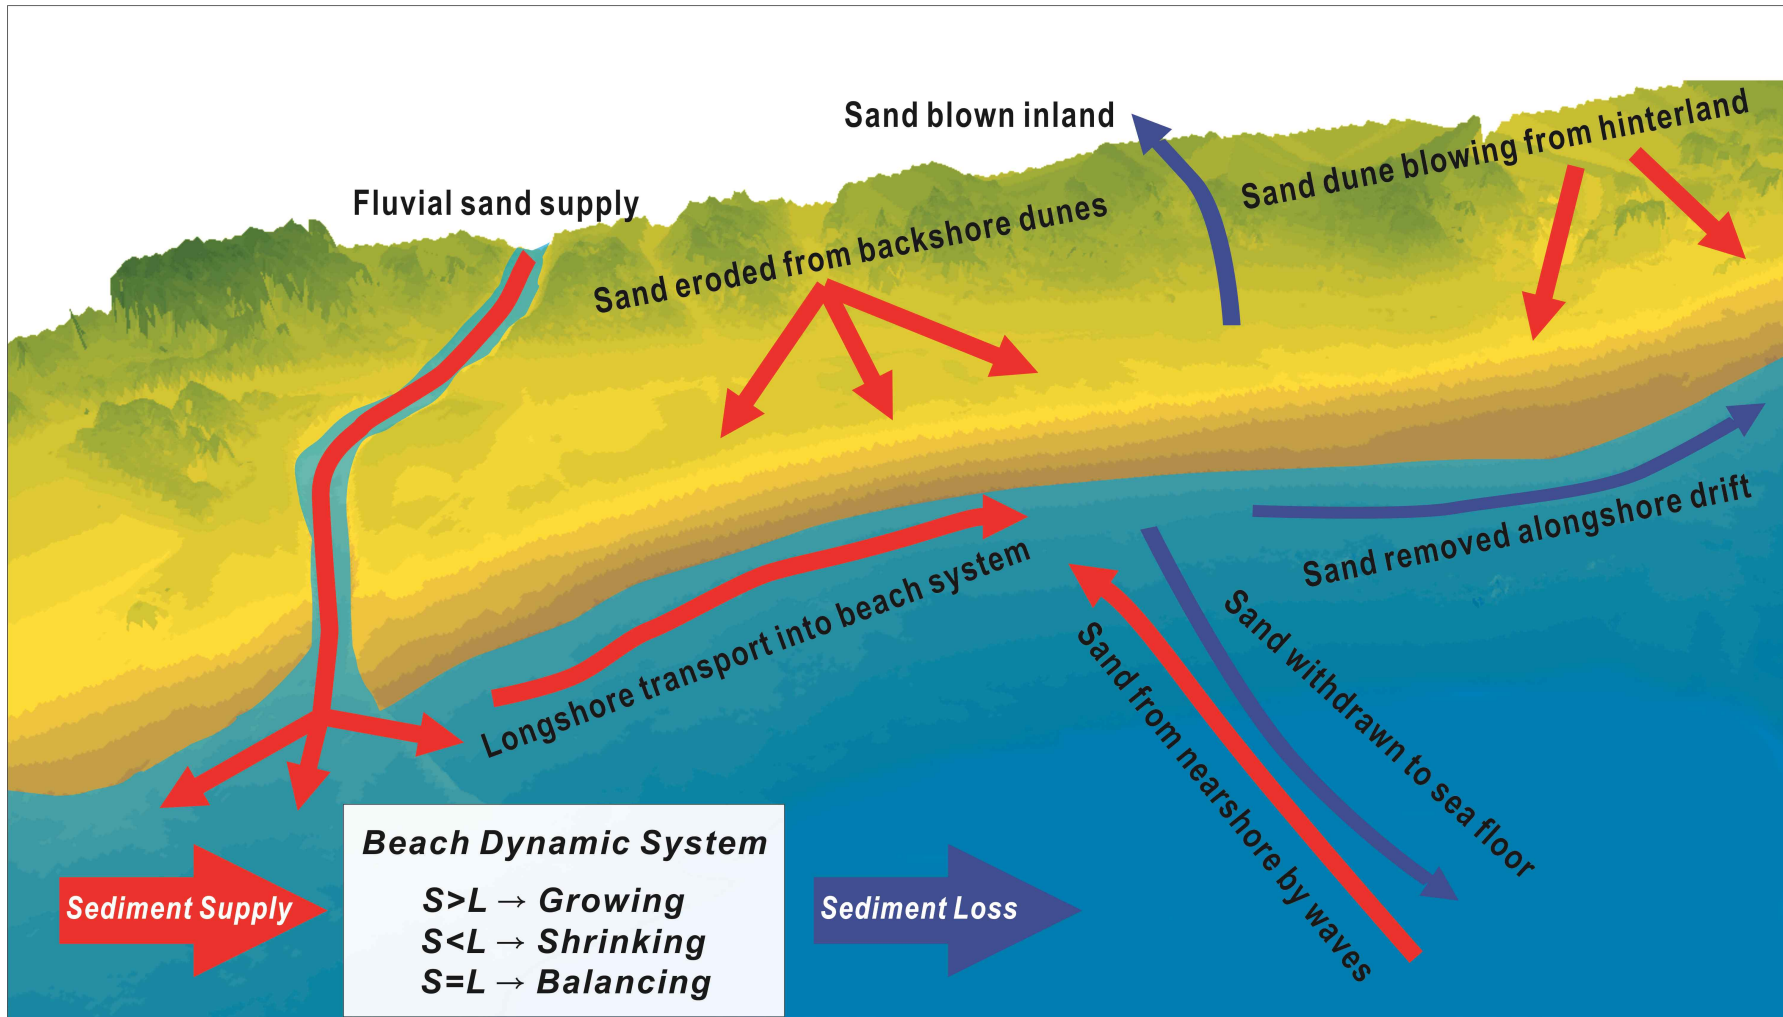 Sand blown inland
Sand dune blowing from hinterland
Fluvial sand supply
Sand eroded from backshore dunes
Longshore transport into beach system
Sand removed alongshore drift
Sand withdrawn to sea floor
Sand from nearshore by waves
Sediment Supply
Beach Dynamic System
S>L → Growing
S<L → Shrinking
S=L → Balancing
Sediment Loss